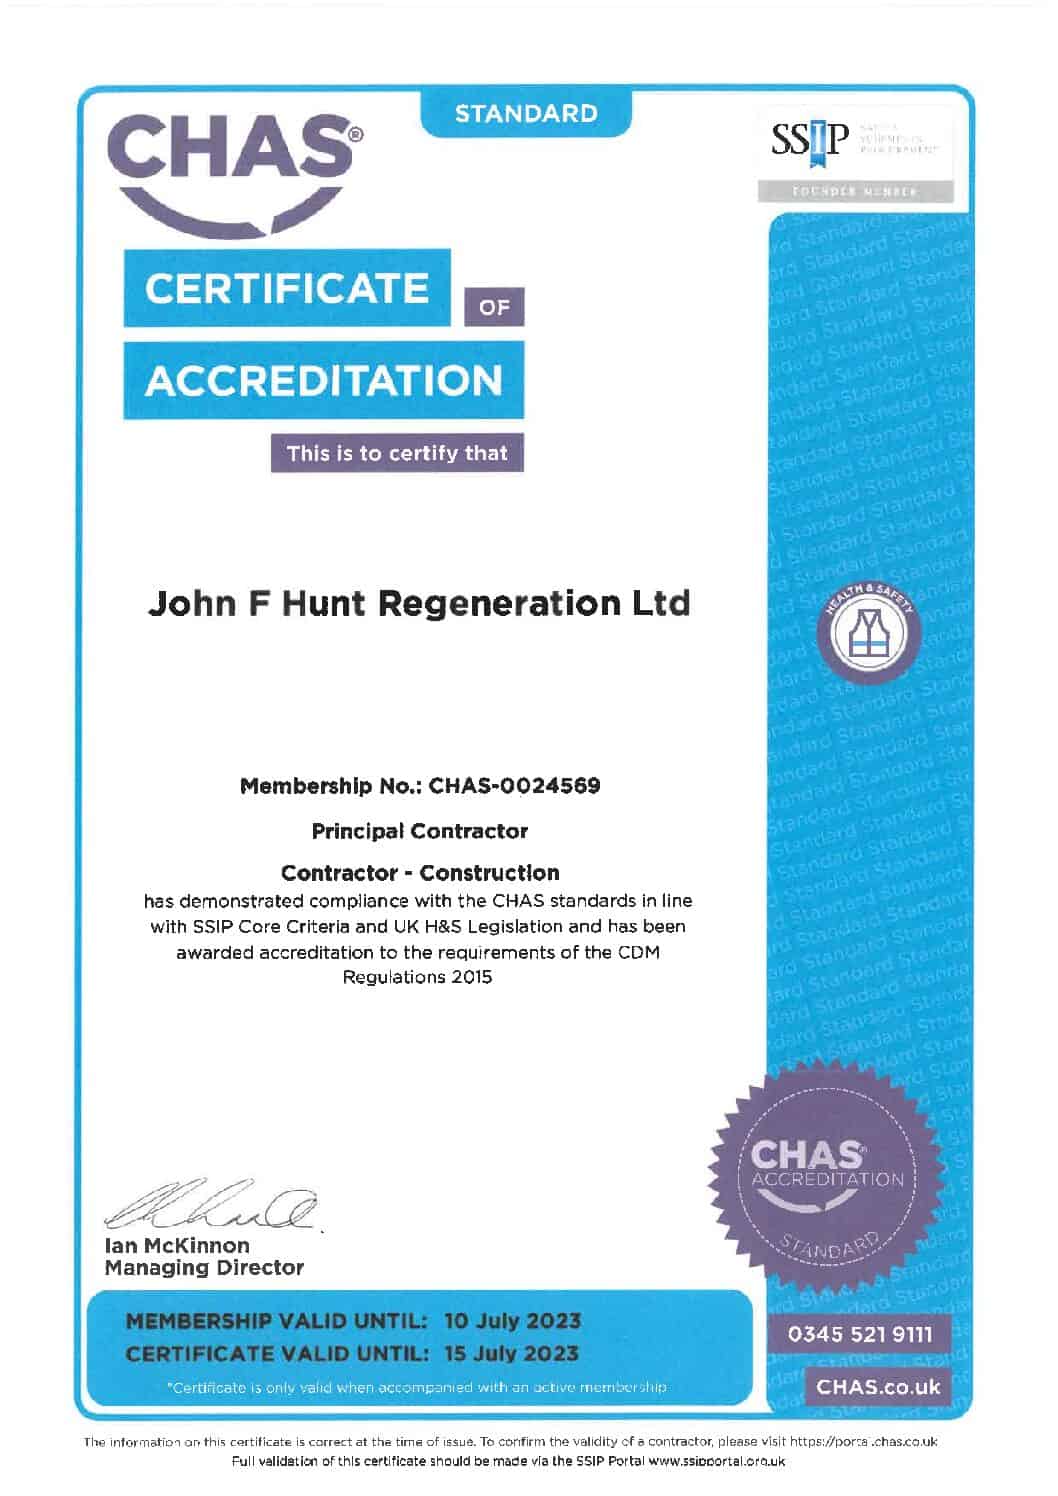 STANDARD
CHAS®
SSIP
FOUNDER MEMBER
CERTIFICATE
OF
ACCREDITATION
This is to certify that
John F Hunt Regeneration Ltd
HEALTH & SAFETY
Membership No.: CHAS-0024569
Principal Contractor
Contractor - Construction
has demonstrated compliance with the CHAS standards in line
with SSIP Core Criteria and UK H&S Legislation and has been
awarded accreditation to the requirements of the CDM
Regulations 2015
CHAS®
ACCREDITATION
STANDARD
Ian McKinnon
Managing Director
MEMBERSHIP VALID UNTIL: 10 July 2023
CERTIFICATE VALID UNTIL: 15 July 2023
*Certificate is only valid when accompanied with an active membership
0345 521 9111
CHAS.co.uk
The information on this certificate is correct at the time of issue. To confirm the validity of a contractor, please visit https://portal.chas.co.uk
Full validation of this certificate should be made via the SSIP Portal www.ssipportal.org.uk